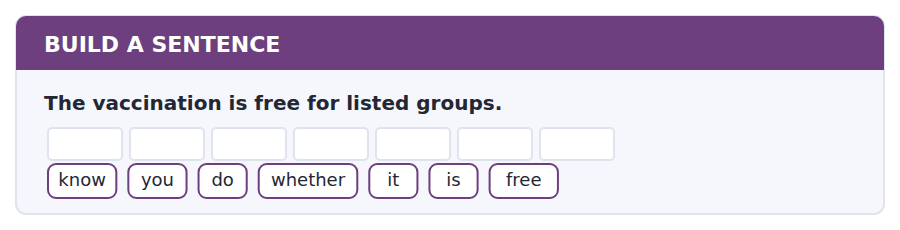 BUILD A SENTENCE
The vaccination is free for listed groups.
know you do whether it is free